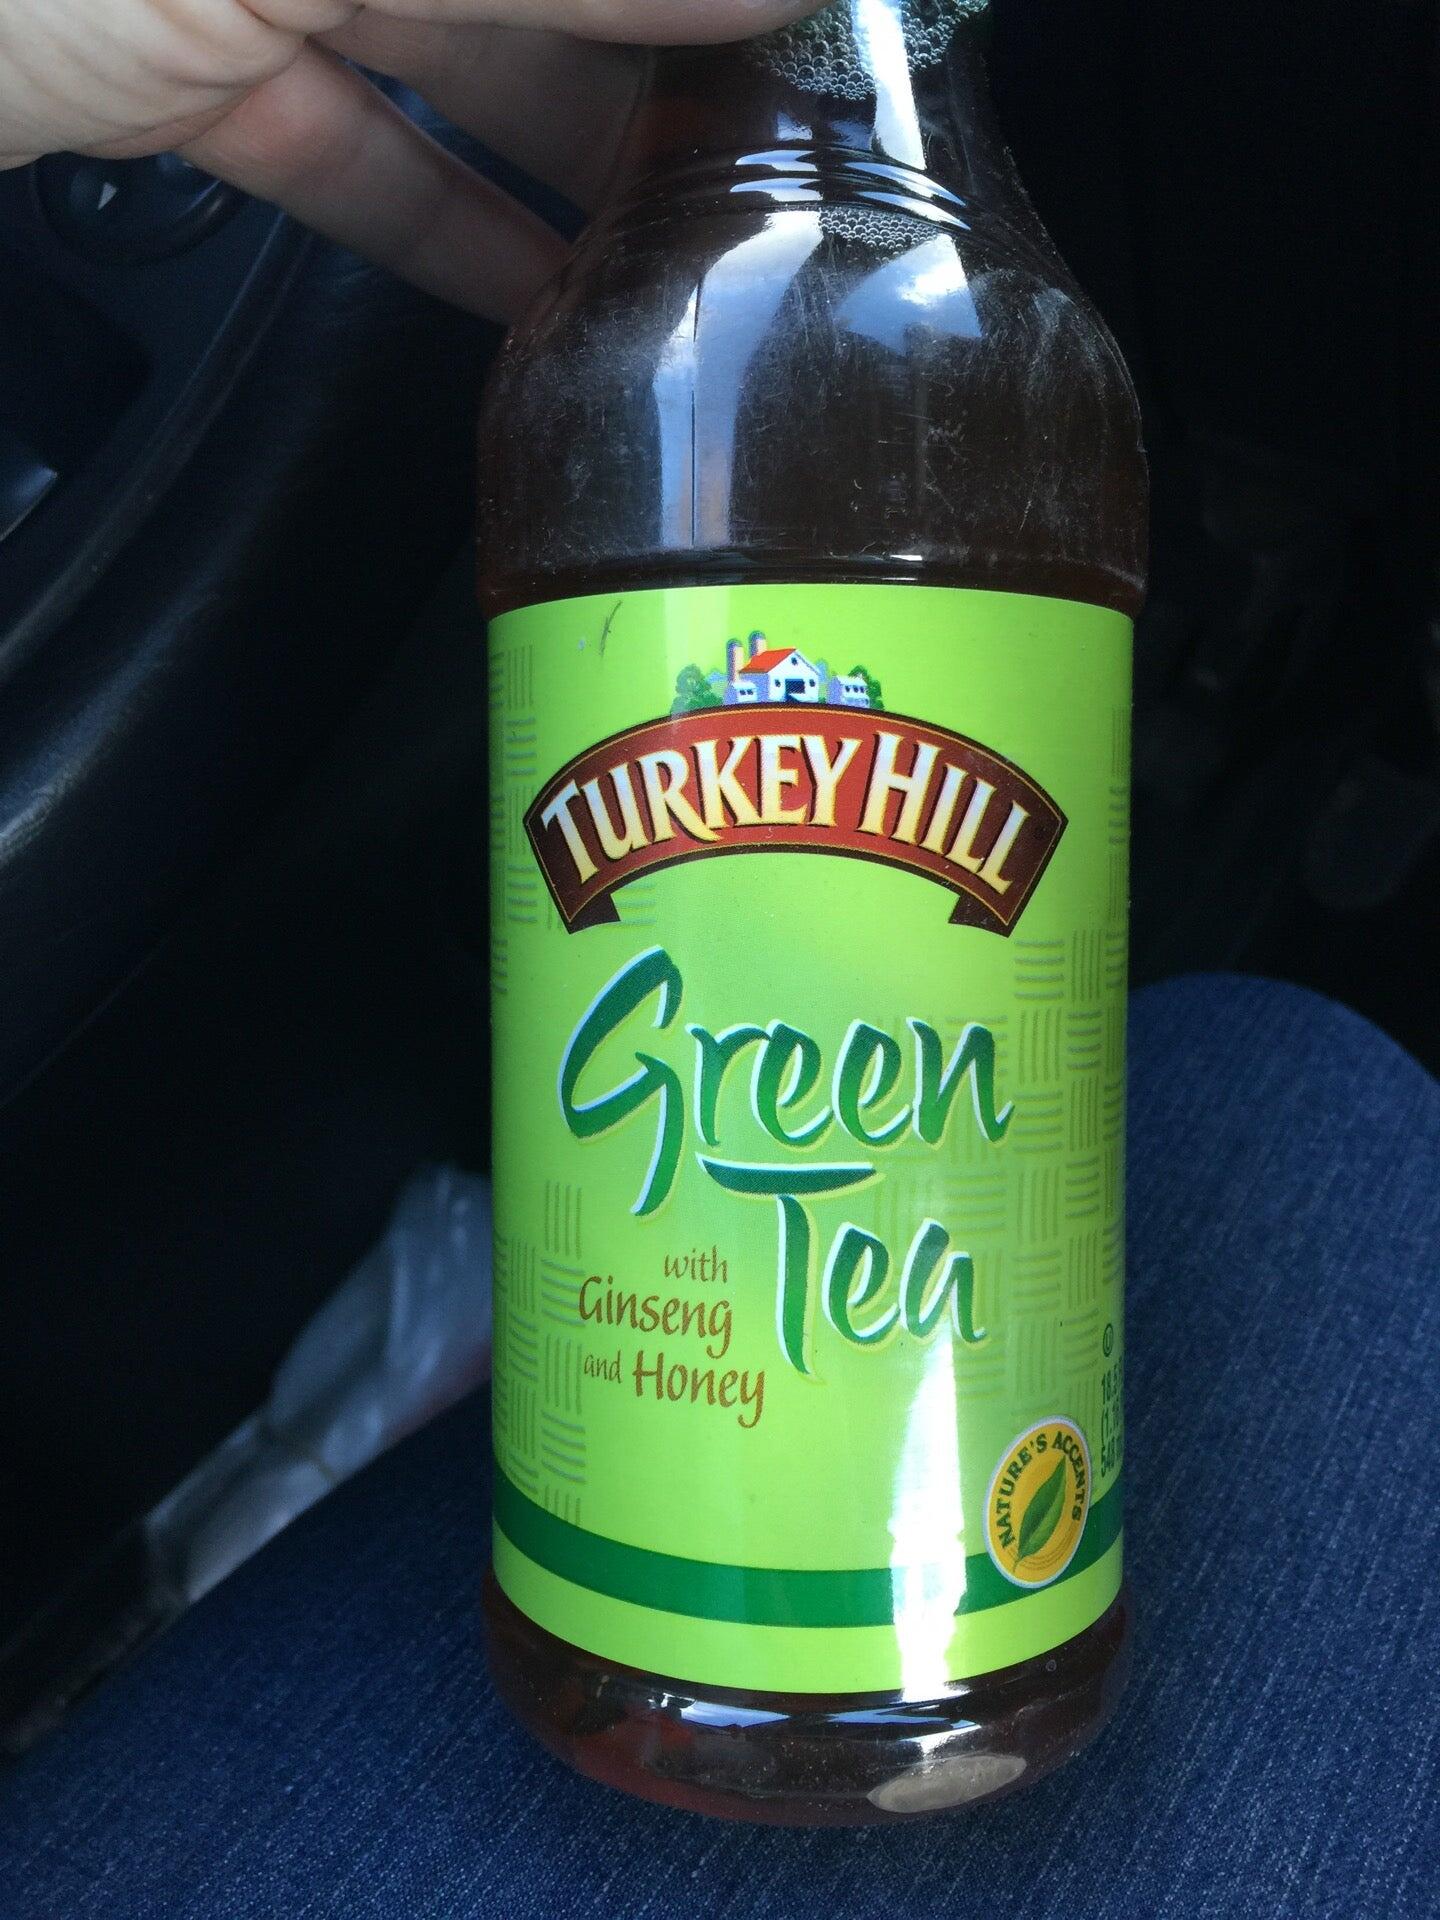 TURKEY HILL
Green
Tea
with
Ginseng
and Honey
NATURE'S ACCENTS